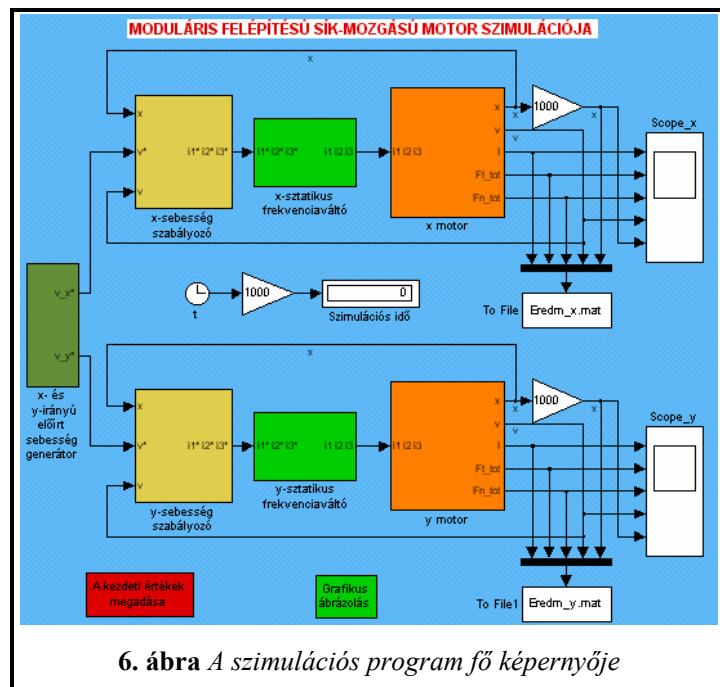 MODULÁRIS FELÉPÍTÉSŰ SÍK-MOZGÁSÚ MOTOR SZIMULÁCIÓJA
x
x
v*
v
i1* i2* i3*
x-sebesség
szabályozó
i1* i2* i3*
i1 i2 i3
x-sztatikus
frekvenciaváltó
i1 i2 i3
x
v
I
Ft_tot
Fn_tot
x motor
x
v
1000
x
Scope_x
To File
Eredm_x.mat
t
1000
0
Szimulációs idő
v_x*
v_y*
x- és
y-irányú
előírt
sebesség
generátor
x
x
v*
v
i1* i2* i3*
y-sebesség
szabályozó
i1* i2* i3*
i1 i2 i3
y-sztatikus
frekvenciaváltó
i1 i2 i3
x
v
I
Ft_tot
Fn_tot
y motor
x
v
1000
x
Scope_y
To File1
Eredm_y.mat
A kezdeti értékek
megadása
Grafikus
ábrázolás
6. ábra A szimulációs program fő képernyője